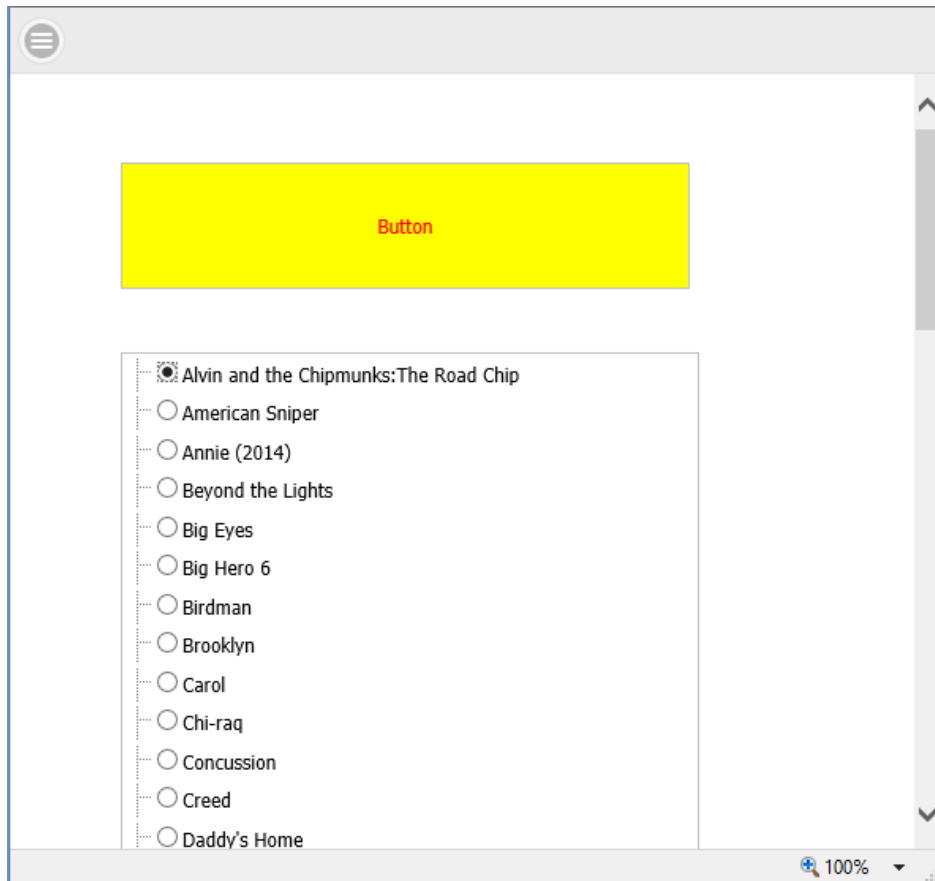 Button
Alvin and the Chipmunks:The Road Chip
American Sniper
Annie (2014)
Beyond the Lights
Big Eyes
Big Hero 6
Birdman
Brooklyn
Carol
Chi-raq
Concussion
Creed
Daddy's Home
100%